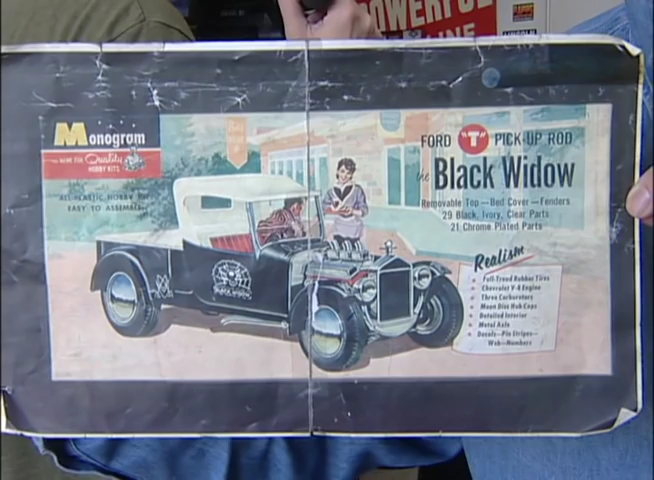 POWERFUL
LINE
Monogram
Quality
HOBBY KITS
ALL PLASTIC HOBBY KIT
EASY TO ASSEMBLE
FORD "T" PICK-UP ROD
the Black Widow
Removable Top—Bed Cover—Fenders
29 Black, Ivory, Clear Parts
21 Chrome Plated Parts
Realism
Full-Tread Rubber Tires
Chevrolet V-8 Engine
Three Carburetors
Moon Disc Hub Caps
Detailed Interior
Metal Axle
Decals—Pin Stripes—
Web—Numbers